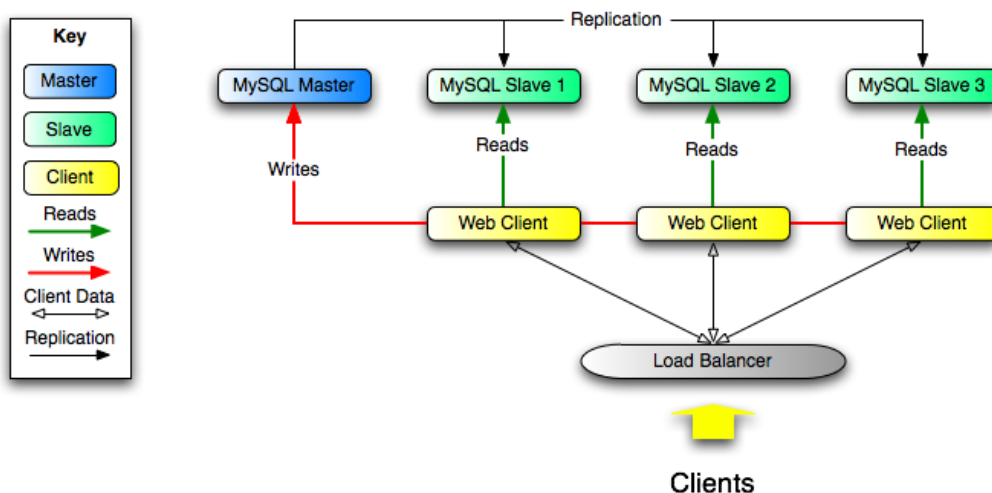 Key
Master
Slave
Client
Reads
Writes
Client Data
Replication
Replication
MySQL Master
MySQL Slave 1
MySQL Slave 2
MySQL Slave 3
Writes
Reads
Reads
Reads
Web Client
Web Client
Web Client
Load Balancer
Clients